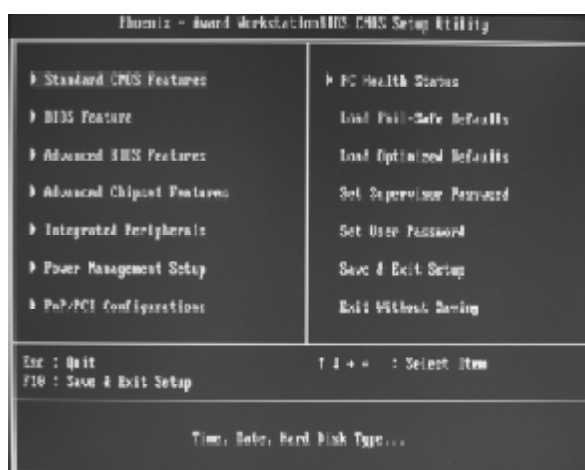 Phoenix - Award WorkstationBIOS CMOS Setup Utility
Standard CMOS Features
BIOS Feature
Advanced BIOS Features
Advanced Chipset Features
Integrated Peripherals
Power Management Setup
PnP/PCI Configurations
PC Health Status
Load Fail-Safe Defaults
Load Optimized Defaults
Set Supervisor Password
Set User Password
Save & Exit Setup
Exit Without Saving
Esc : Quit
F10 : Save & Exit Setup
↑ ↓ → ← : Select Item
Time, Date, Hard Disk Type...